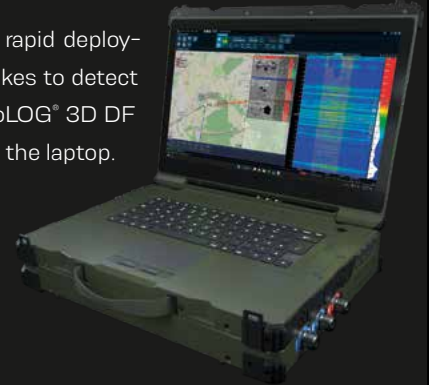 rapid deploy-
kes to detect
oLOG® 3D DF
the laptop.